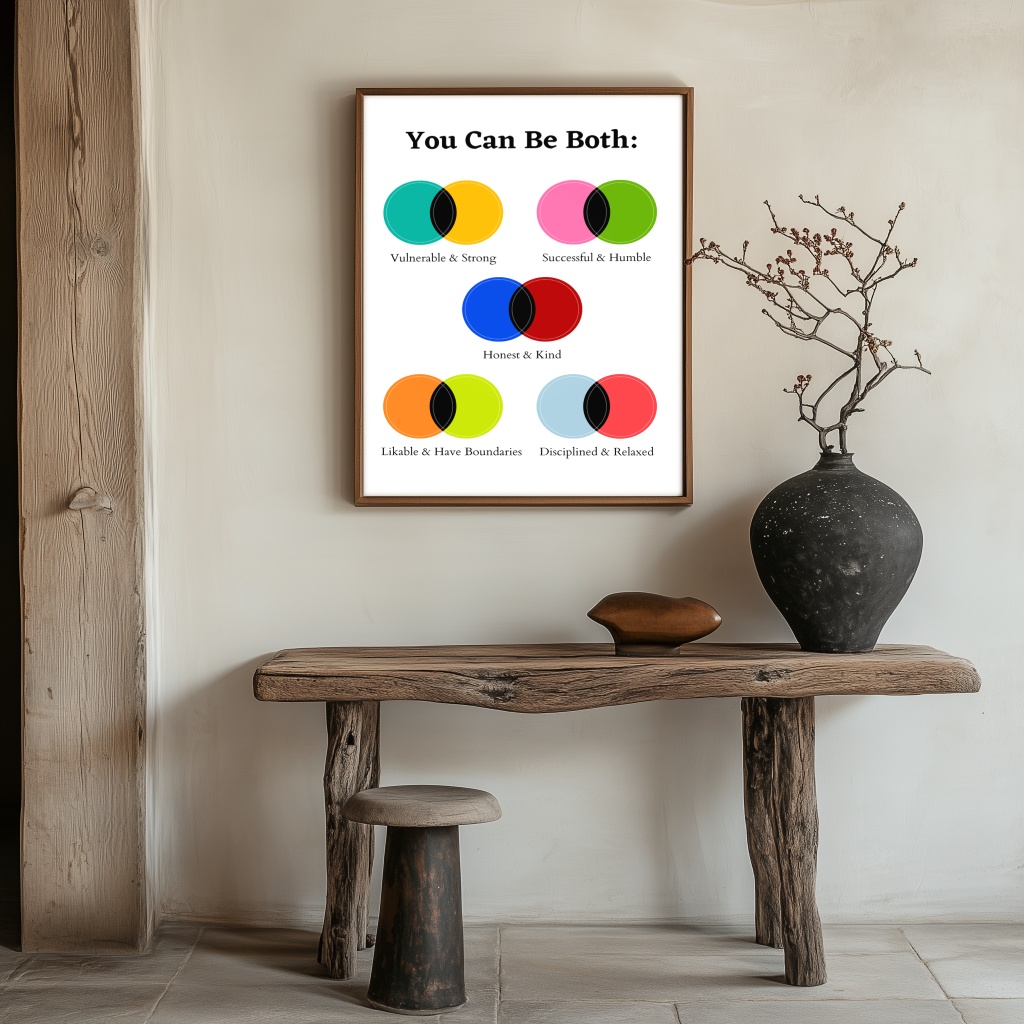 You Can Be Both:
Vulnerable & Strong
Successful & Humble
Honest & Kind
Likable & Have Boundaries
Disciplined & Relaxed